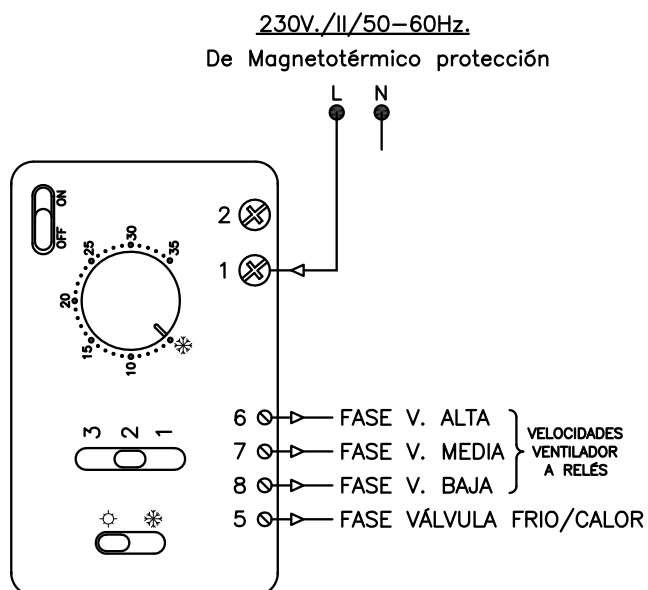 230V./II/50-60Hz.
De Magnetotérmico protección
L N
ON
OFF
2
1
10
15
20
25
30
35
3 2 1
6 FASE V. ALTA
7 FASE V. MEDIA
8 FASE V. BAJA
5 FASE VÁLVULA FRIO/CALOR
VELOCIDADES
VENTILADOR
A RELÉS